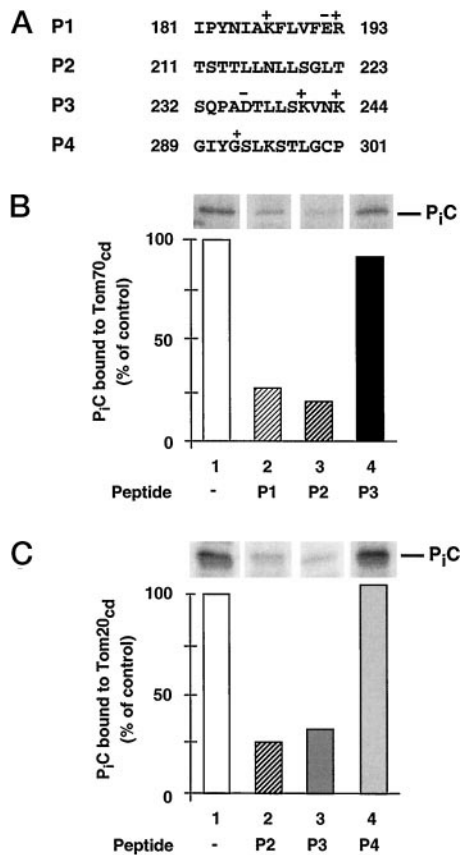 A
+ − +
P1 181 IPYNIAKFLVFER 193
P2 211 TSTTLLNLLSGLT 223
− + +
P3 232 SQPADTLLSKVNK 244
+
P4 289 GIYGSLKSTLGCP 301
B
PiC
PiC bound to Tom70cd
(% of control)
100
50
0
1 2 3 4
Peptide - P1 P2 P3
C
PiC
PiC bound to Tom20cd
(% of control)
100
50
0
1 2 3 4
Peptide - P2 P3 P4